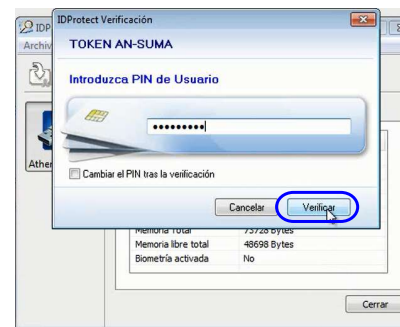 IDProtect Verificación
IDP
TOKEN AN-SUMA
Archiv
Introduzca PIN de Usuario
•••••••••
Ather
Cambiar el PIN tras la verificación
Cancelar
Verificar
Memoria Total 73728 Bytes
Memoria libre total 48698 Bytes
Biometría activada No
Cerrar